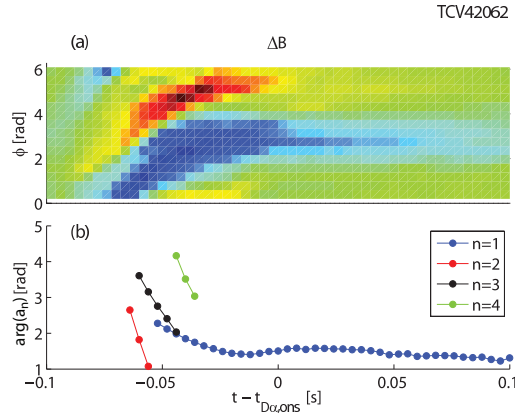 TCV42062
(a) ΔB
6
4
2
0
ϕ [rad]
(b)
5
4
3
2
1
arg(aₙ) [rad]
n=1
n=2
n=3
n=4
−0.1 −0.05 0 0.05 0.1
t − t_Dα,ons [s]